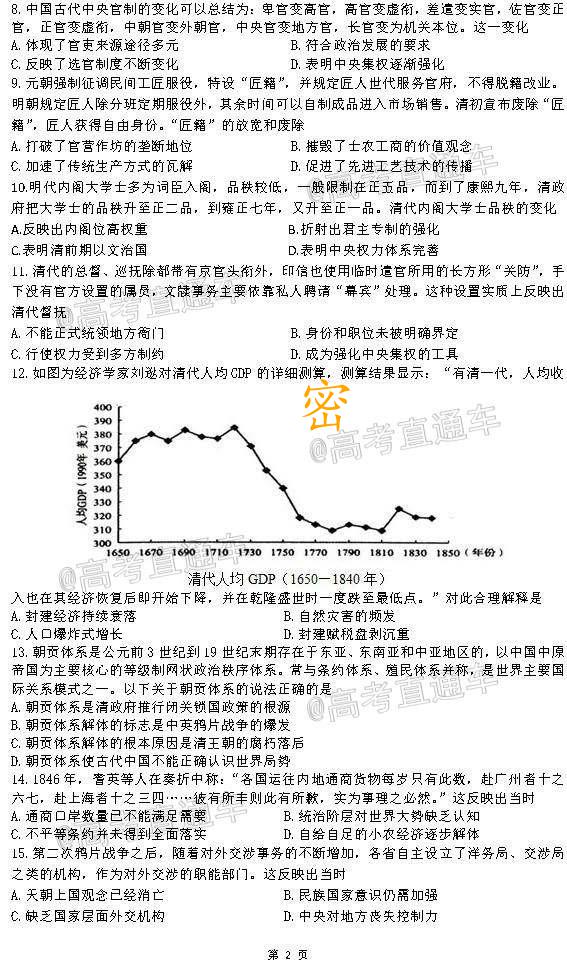 8. 中国古代中央官制的变化可以总结为：卑官变高官，高官变虚衔，差遣变实官，佐官变正
官，正官变虚衔，中朝官变外朝官，中央官变地方官，长官变为机关本位。这一变化
A. 体现了官吏来源途径多元 B. 符合政治发展的要求
C. 反映了选官制度不断变化 D. 表明中央集权逐渐强化
9. 元朝强制征调民间工匠服役，特设“匠籍”，并规定匠人世代服务官府，不得脱籍改业。
明朝规定匠人除分班定期服役外，其余时间可以自制成品进入市场销售。清初宣布废除“匠
籍”，匠人获得自由身份。“匠籍”的放宽和废除
A. 打破了官营作坊的垄断地位 B. 摧毁了士农工商的价值观念
C. 加速了传统生产方式的瓦解 D. 促进了先进工艺技术的传播
10.明代内阁大学士多为词臣入阁，品秩较低，一般限制在正五品，而到了康熙九年，清政
府把大学士的品秩升至正二品，到雍正七年，又升至正一品。清代内阁大学士品秩的变化
A.反映出内阁位高权重 B.折射出君主专制的强化
C.表明清前期以文治国 D.表明中央权力体系完善
11. 清代的总督、巡抚除都带有京官头衔外，印信也使用临时遣官所用的长方形“关防”，手
下没有官方设置的属员，文牍事务主要依靠私人聘请“幕宾”处理。这种设置实质上反映出
清代督抚
A. 不能正式统领地方衙门 B. 身份和职位未被明确界定
C. 行使权力受到多方制约 D. 成为强化中央集权的工具
12. 如图为经济学家刘逖对清代人均GDP 的详细测算，测算结果显示：“有清一代，人均收
密
@高考直通车
人均GDP（1990年 美元）
400
390
380
370
360
350
340
330
320
310
300
1650 1670 1690 1710 1730 1750 1770 1790 1810 1830 1850 （年份）
清代人均 GDP（1650—1840 年）
入也在其经济恢复后即开始下降，并在乾隆盛世时一度跌至最低点。”对此合理解释是
A. 封建经济持续衰落 B. 自然灾害的频发
C. 人口爆炸式增长 D. 封建赋税盘剥沉重
13. 朝贡体系是公元前 3 世纪到 19 世纪末期存在于东亚、东南亚和中亚地区的，以中国中原
帝国为主要核心的等级制网状政治秩序体系。常与条约体系、殖民体系并称，是世界主要国
际关系模式之一。以下关于朝贡体系的说法正确的是
A. 朝贡体系是清政府推行闭关锁国政策的根源
B. 朝贡体系解体的标志是中英鸦片战争的爆发
C. 朝贡体系解体的根本原因是清王朝的腐朽落后
D. 朝贡体系使古代中国不能正确认识世界局势
14. 1846 年，耆英等人在奏折中称：“各国运往内地通商货物每岁只有此数，赴广州者十之
六七，赴上海者十之三四……彼有所丰则此有所歉，实为事理之必然。”这反映出当时
A. 通商口岸数量已不能满足需要 B. 统治阶层对世界大势缺乏认知
C. 不平等条约并未得到全面落实 D. 自给自足的小农经济逐步解体
15. 第二次鸦片战争之后，随着对外交涉事务的不断增加，各省自主设立了洋务局、交涉局
之类的机构，作为对外交涉的职能部门。这反映出当时
A. 天朝上国观念已经消亡 B. 民族国家意识仍需加强
C. 缺乏国家层面外交机构 D. 中央对地方丧失控制力
第 2 页